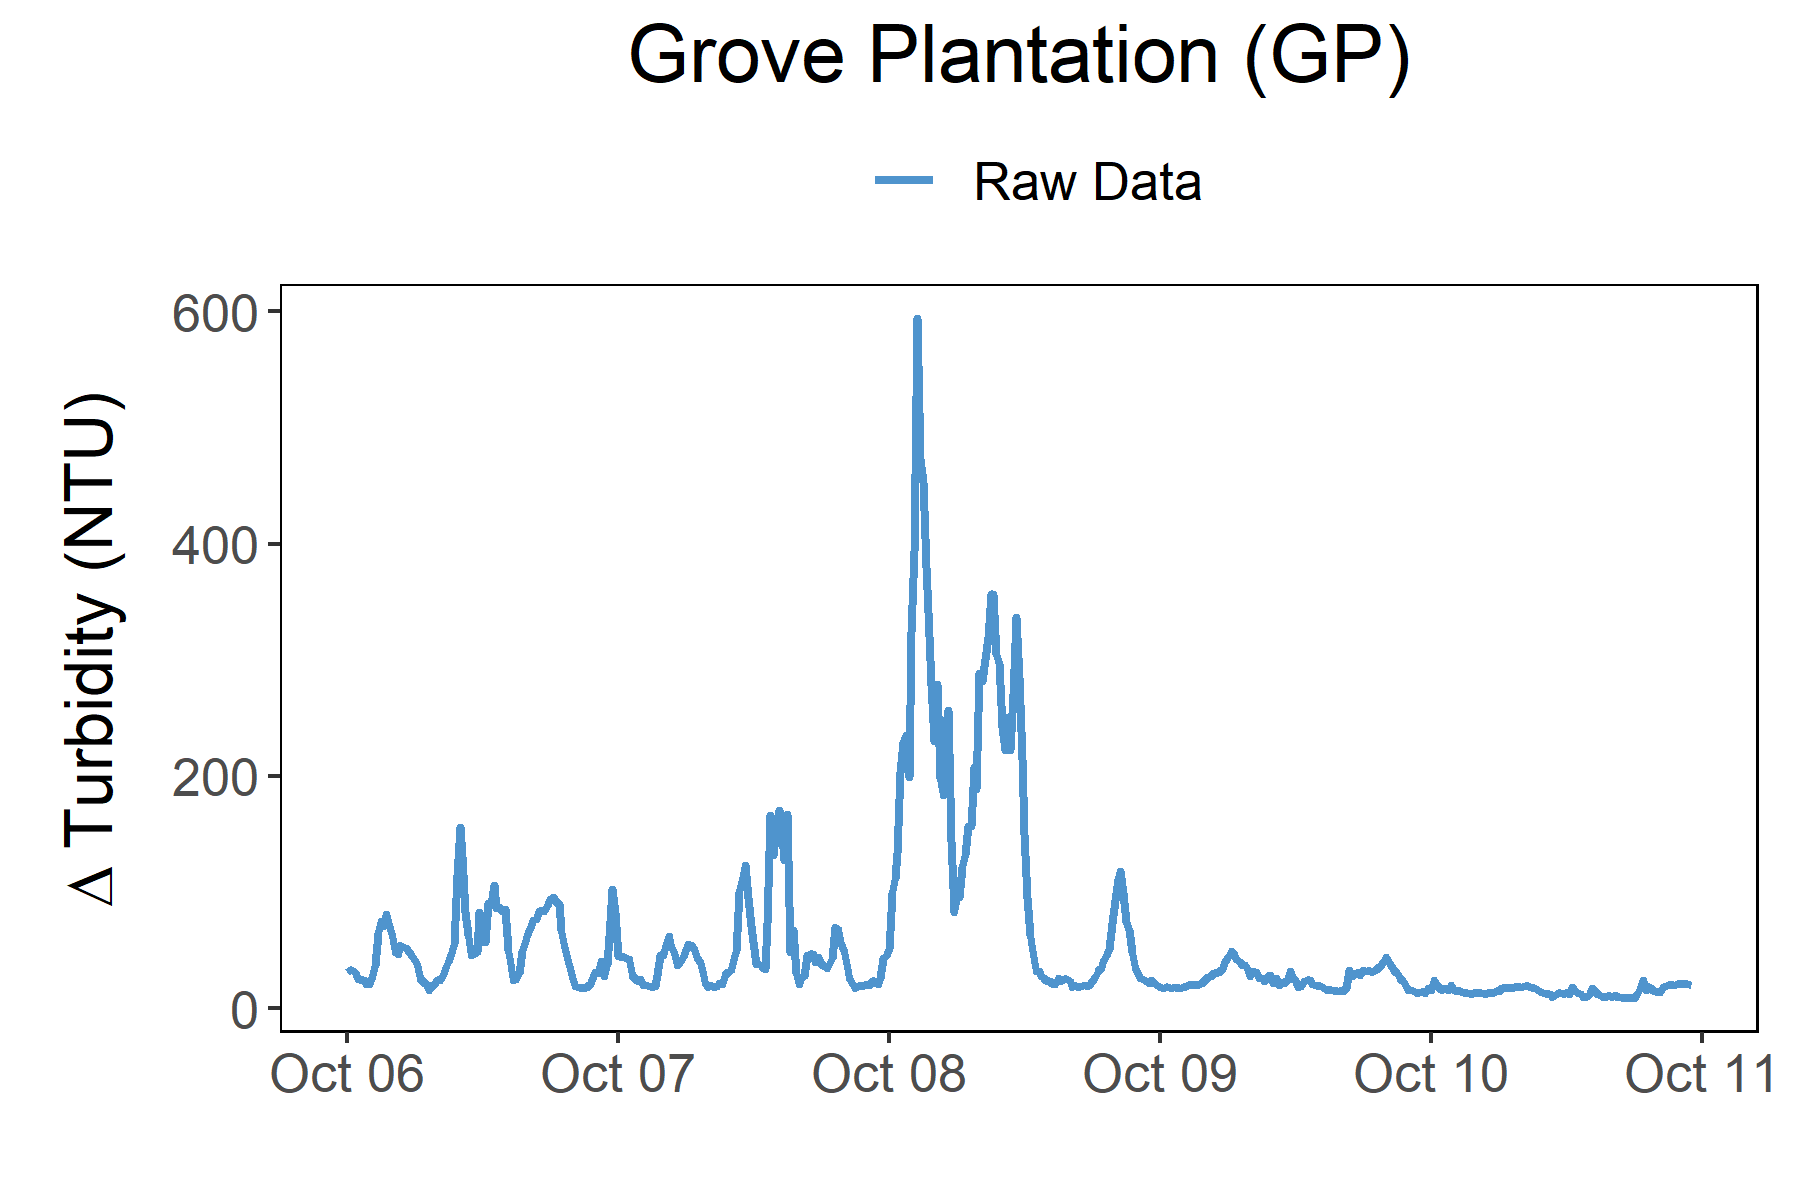 Grove Plantation (GP)
Raw Data
Δ Turbidity (NTU)
600
400
200
0
Oct 06
Oct 07
Oct 08
Oct 09
Oct 10
Oct 11